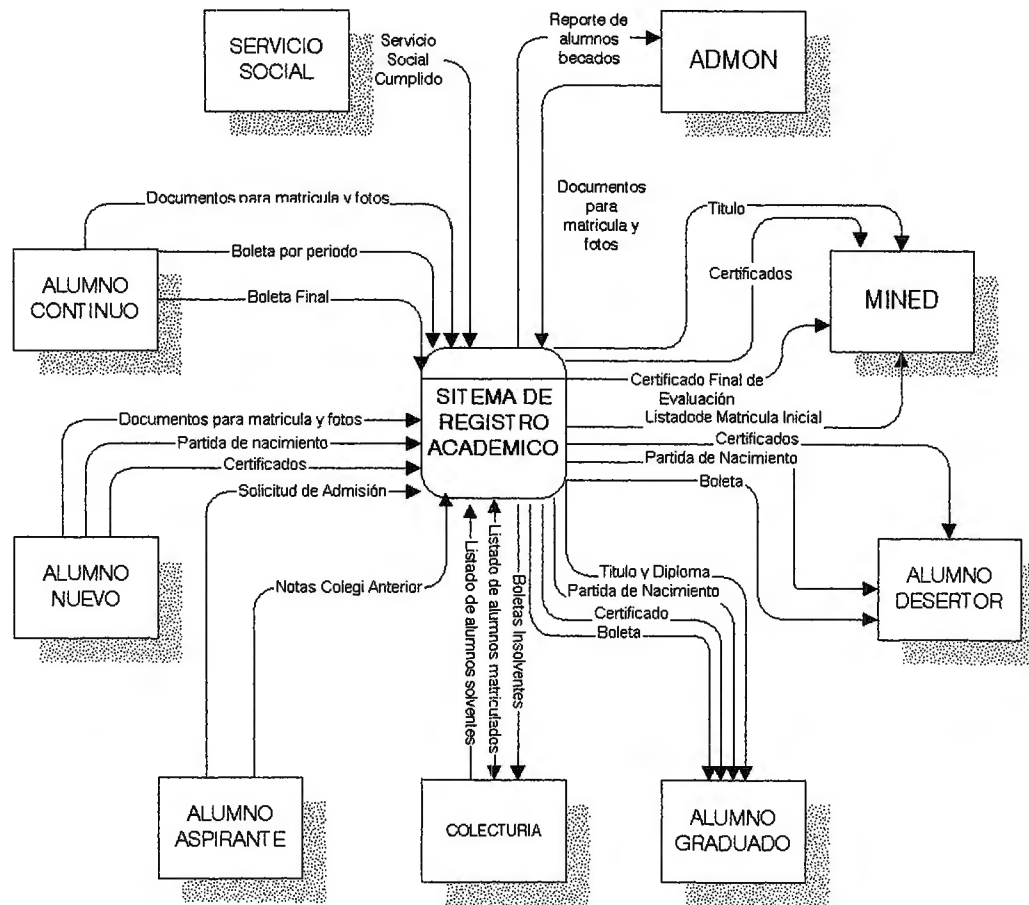 SERVICIO
SOCIAL
Servicio
Social
Cumplido
Reporte de
alumnos
becados
ADMON
Documentos para matricula y fotos
Documentos
para
matricula y
fotos
Titulo
Boleta por periodo
Certificados
ALUMNO
CONTINUO
MINED
Boleta Final
Certificado Final de
Evaluación
SITEMA DE
REGISTRO
ACADEMICO
Listadode Matricula Inicial
Documentos para matricula y fotos
Partida de nacimiento
Certificados
Solicitud de Admisión
Certificados
Partida de Nacimiento
Boleta
ALUMNO
NUEVO
Notas Colegi Anterior
Listado de
alumnos solventes
Listado de alumnos matriculados
Boletas Insolventes
Titulo y Diploma
Partida de Nacimiento
Certificado
Boleta
ALUMNO
DESERTOR
ALUMNO
ASPIRANTE
COLECTURIA
ALUMNO
GRADUADO